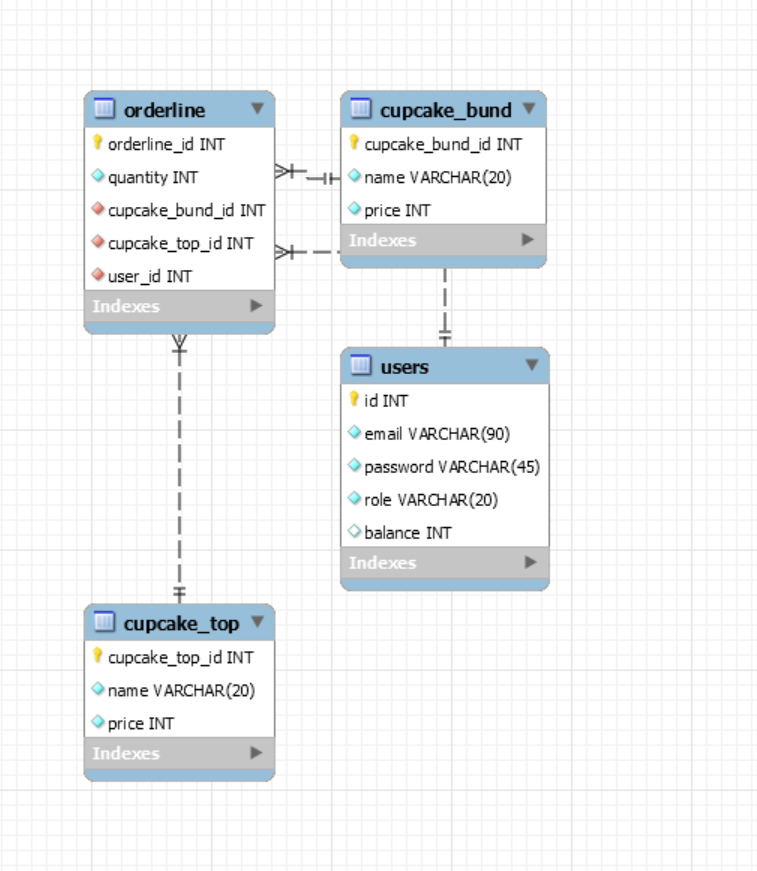 orderline
orderline_id INT
quantity INT
cupcake_bund_id INT
cupcake_top_id INT
user_id INT
Indexes
cupcake_bund
cupcake_bund_id INT
name VARCHAR(20)
price INT
Indexes
users
id INT
email VARCHAR(90)
password VARCHAR(45)
role VARCHAR(20)
balance INT
Indexes
cupcake_top
cupcake_top_id INT
name VARCHAR(20)
price INT
Indexes